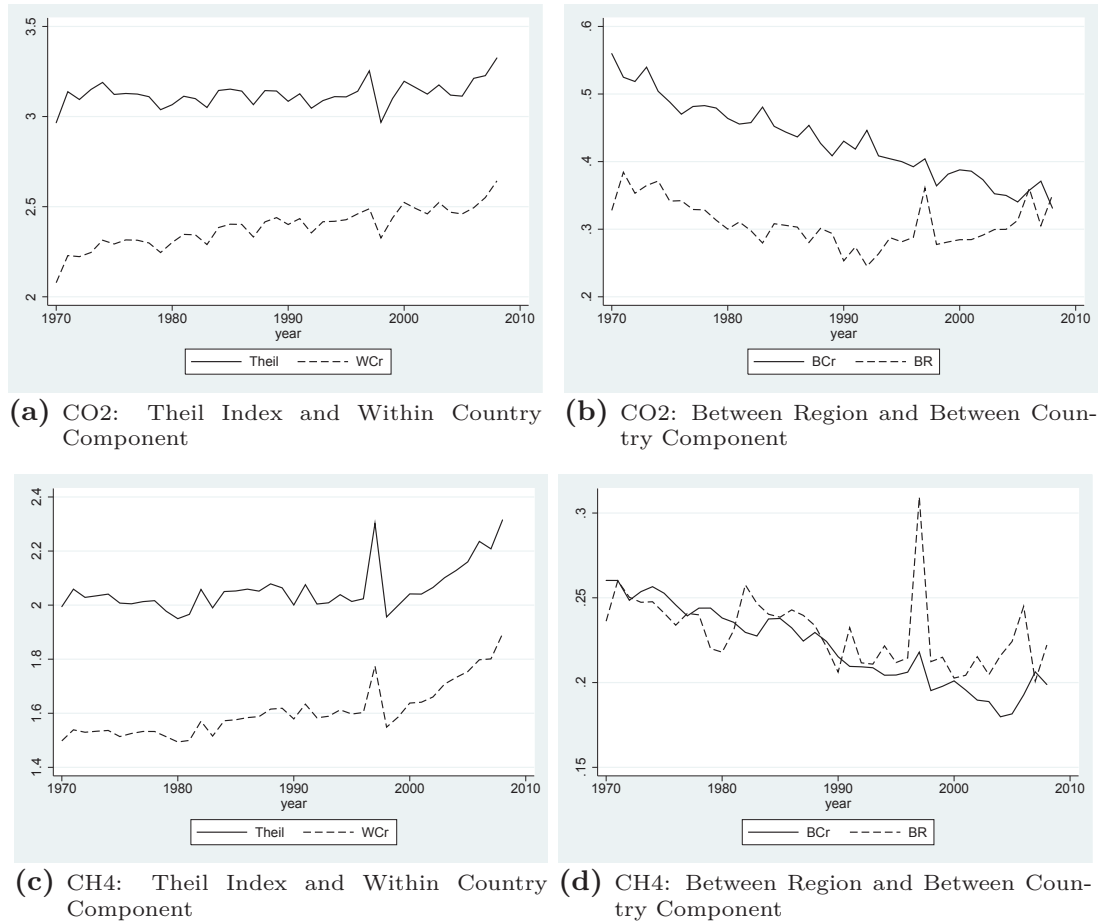 3.5
3
2.5
2
1970 1980 1990 2000 2010
year
Theil WCr
(a) CO2: Theil Index and Within Country
Component
.6
.5
.4
.3
.2
1970 1980 1990 2000 2010
year
BCr BR
(b) CO2: Between Region and Between Coun-
try Component
2.4
2.2
2
1.8
1.6
1.4
1970 1980 1990 2000 2010
year
Theil WCr
(c) CH4: Theil Index and Within Country
Component
.3
.25
.2
.15
1970 1980 1990 2000 2010
year
BCr BR
(d) CH4: Between Region and Between Coun-
try Component